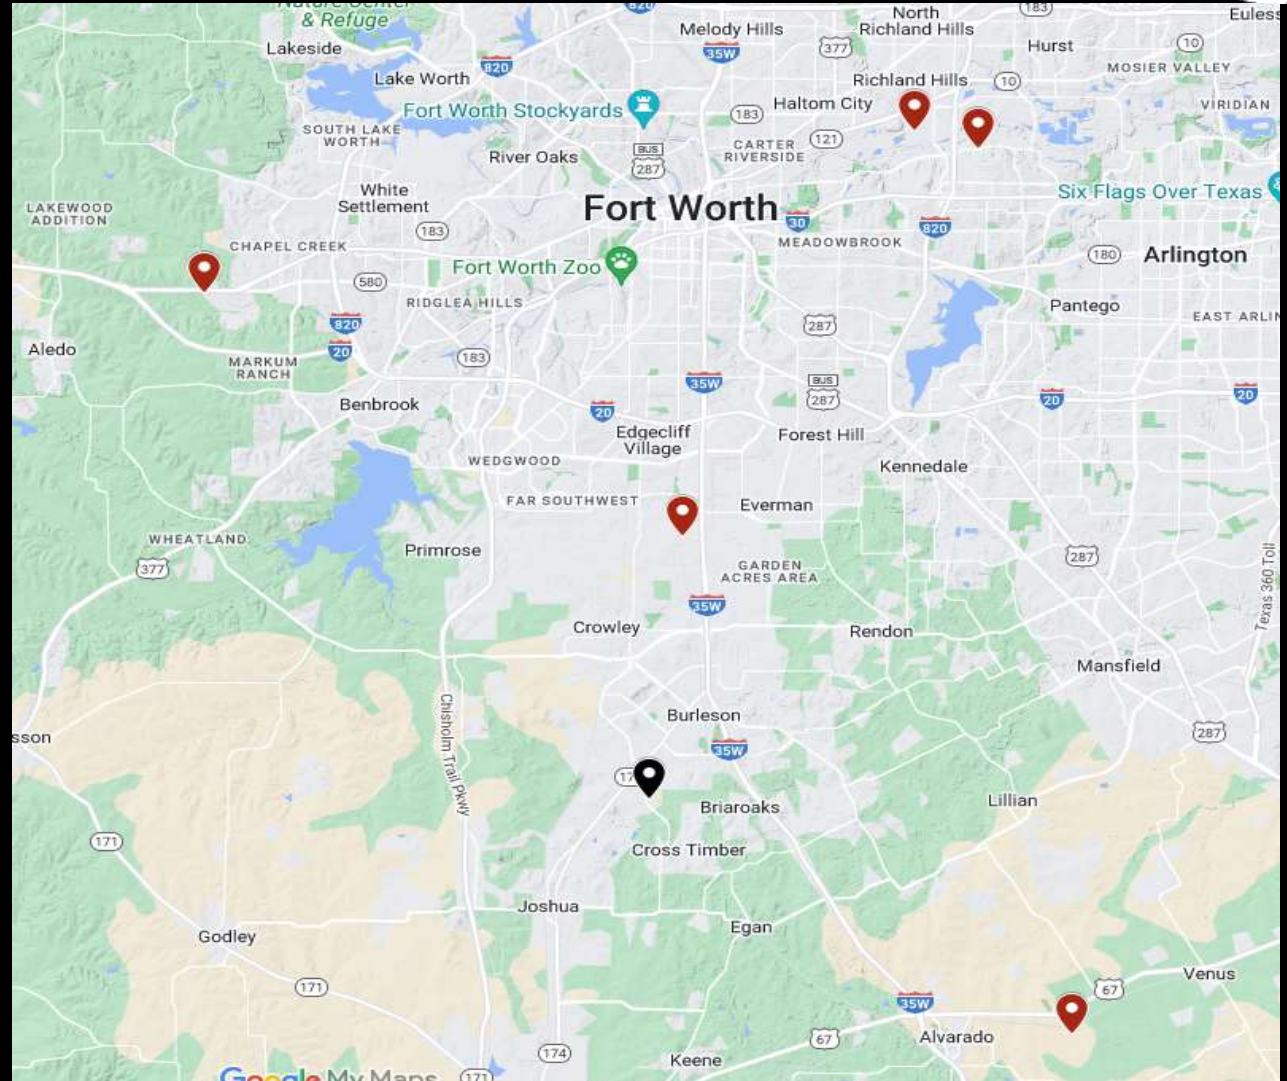 Nature Center
& Refuge
820
Melody Hills
North
Richland Hills
183
Euless
Lakeside
35W
377
Hurst
10
Lake Worth
820
Richland Hills
10
MOSIER VALLEY
Fort Worth Stockyards
183
Haltom City
VIRIDIAN
SOUTH LAKE
WORTH
River Oaks
BUS
287
CARTER
RIVERSIDE
121
White
Settlement
LAKEWOOD
ADDITION
Fort Worth
30
Six Flags Over Texas
183
820
CHAPEL CREEK
MEADOWBROOK
180
Arlington
Fort Worth Zoo
580
RIDGLEA HILLS
Pantego
EAST ARLIN
820
287
Aledo
20
MARKUM
RANCH
183
35W
BUS
287
20
20
Benbrook
20
Edgecliff
Village
Forest Hill
WEDGWOOD
Kennedale
FAR SOUTHWEST
Everman
WHEATLAND
Primrose
377
GARDEN
ACRES AREA
287
Texas 360 Toll
35W
Crowley
Rendon
Mansfield
Chisholm Trail Pkwy
Burleson
sson
35W
287
17
Briaroaks
Lillian
171
Cross Timber
Joshua
Egan
Godley
171
Venus
67
35W
67
Alvarado
174
Keene
Google My Maps
171